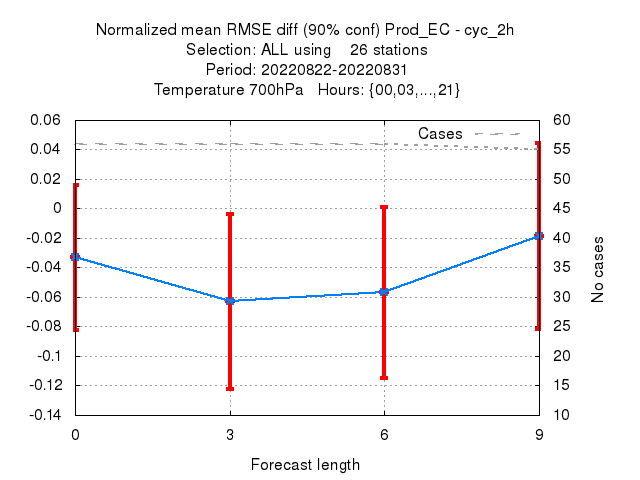 Normalized mean RMSE diff (90% conf) Prod_EC - cyc_2h
Selection: ALL using 26 stations
Period: 20220822-20220831
Temperature 700hPa Hours: {00,03,...,21}
Cases
0.06
0.04
0.02
0
-0.02
-0.04
-0.06
-0.08
-0.1
-0.12
-0.14
60
55
50
45
40
35
30
25
20
15
10
No cases
0 3 6 9
Forecast length